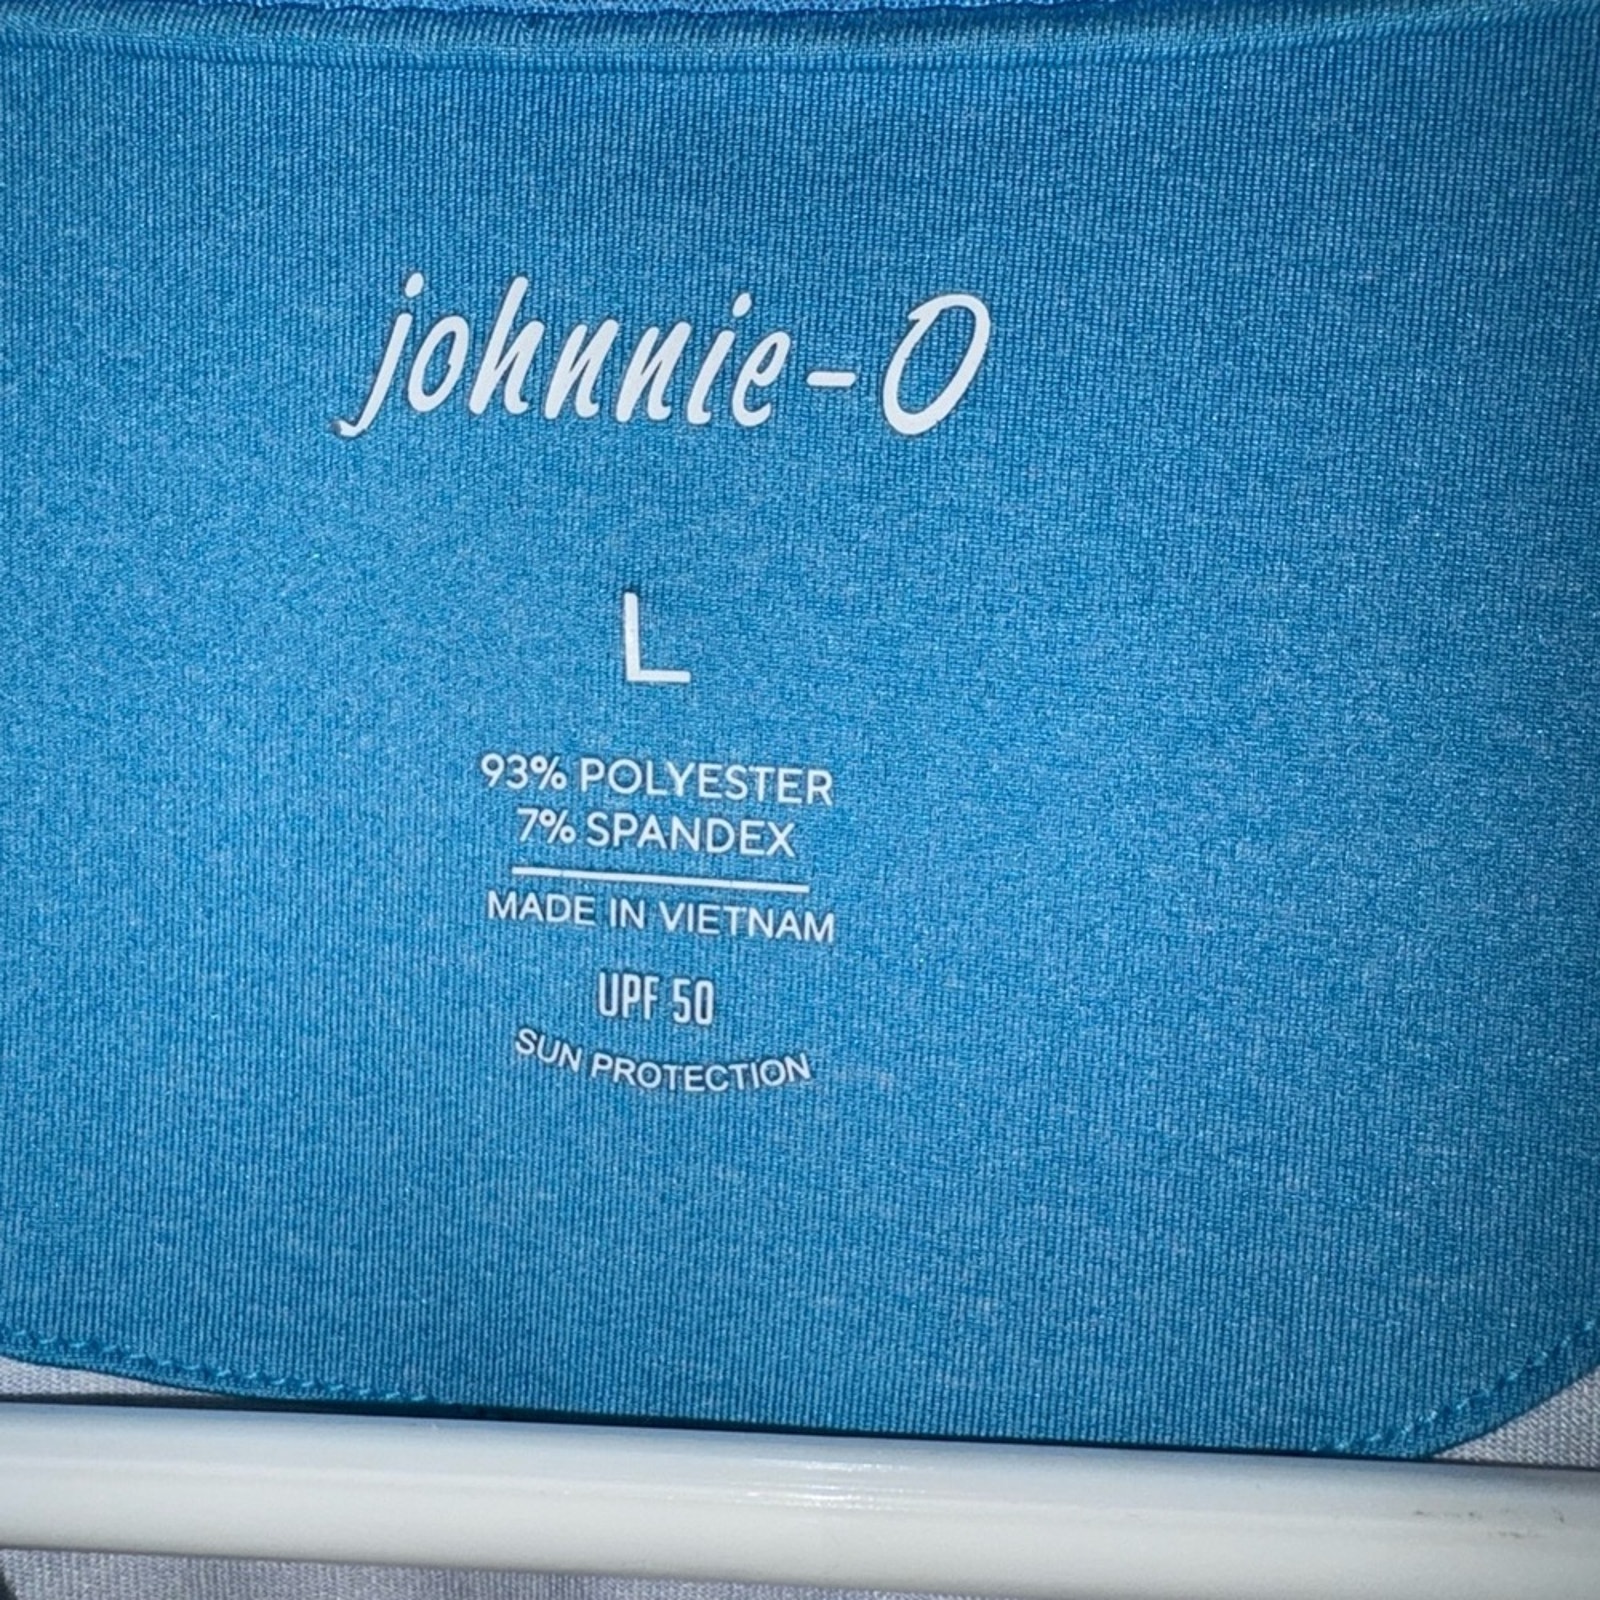 johnnie-O
L
93% POLYESTER
7% SPANDEX
MADE IN VIETNAM
UPF 50
SUN PROTECTION